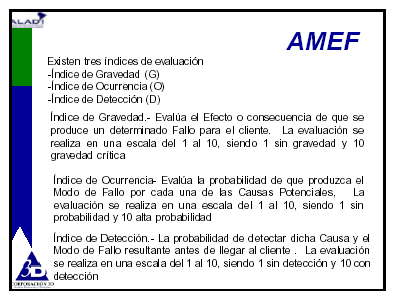 ALADI
AMEF
Existen tres índices de evaluación
-Índice de Gravedad (G)
-Índice de Ocurrencia (O)
-Índice de Detección (D)
Índice de Gravedad.- Evalúa el Efecto o consecuencia de que se
produce un determinado Fallo para el cliente. La evaluación se
realiza en una escala del 1 al 10, siendo 1 sin gravedad y 10
gravedad crítica
Índice de Ocurrencia- Evalúa la probabilidad de que produzca el
Modo de Fallo por cada una de las Causas Potenciales, La
evaluación se realiza en una escala del 1 al 10, siendo 1 sin
probabilidad y 10 alta probabilidad
Índice de Detección.- La probabilidad de detectar dicha Causa y el
Modo de Fallo resultante antes de llegar al cliente . La evaluación
se realiza en una escala del 1 al 10, siendo 1 sin detección y 10 con
detección
3D
CORPORACIÓN 3D